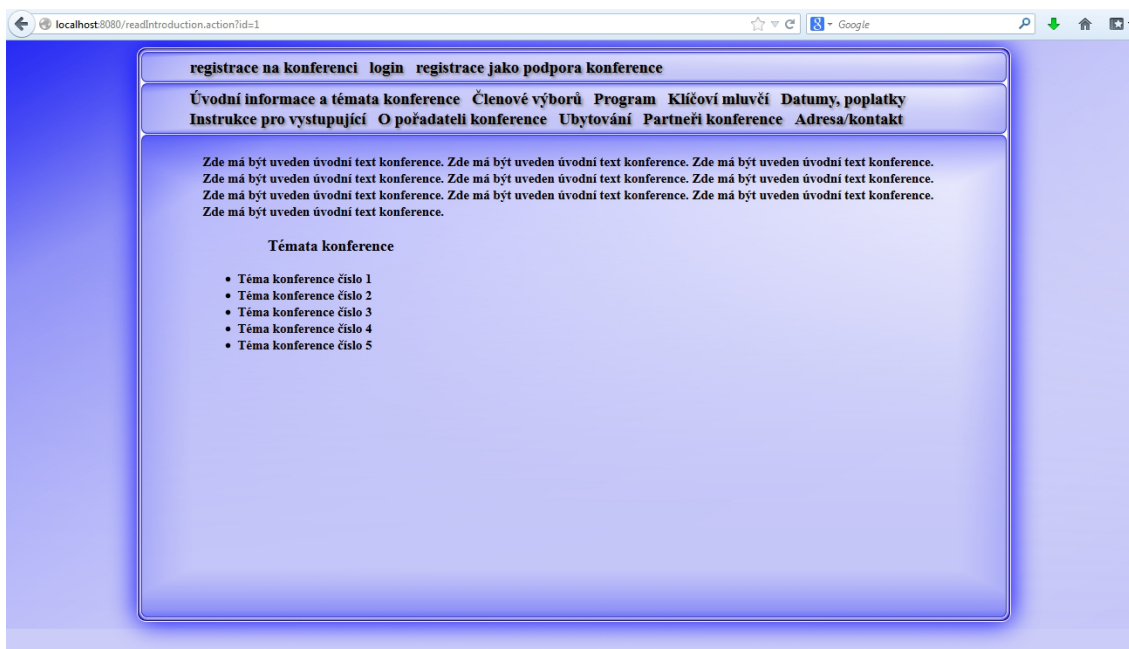 localhost:8080/readIntroduction.action?id=1
Google
registrace na konferenci login registrace jako podpora konference
Úvodní informace a témata konference Členové výborů Program Klíčoví mluvčí Datumy, poplatky
Instrukce pro vystupující O pořadateli konference Ubytování Partneři konference Adresa/kontakt
Zde má být uveden úvodní text konference. Zde má být uveden úvodní text konference. Zde má být uveden úvodní text konference.
Zde má být uveden úvodní text konference. Zde má být uveden úvodní text konference. Zde má být uveden úvodní text konference.
Zde má být uveden úvodní text konference. Zde má být uveden úvodní text konference. Zde má být uveden úvodní text konference.
Zde má být uveden úvodní text konference.
Témata konference
• Téma konference číslo 1
• Téma konference číslo 2
• Téma konference číslo 3
• Téma konference číslo 4
• Téma konference číslo 5